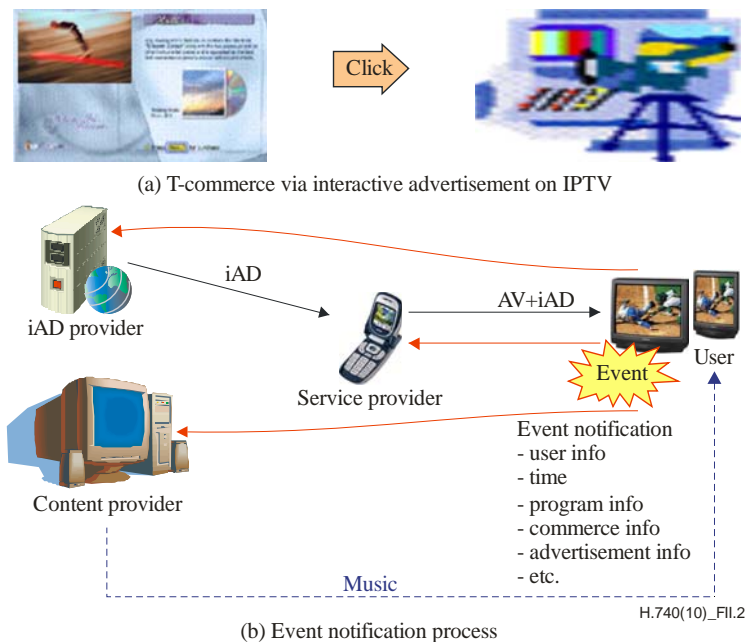 Click
(a) T-commerce via interactive advertisement on IPTV
iAD
AV+iAD
iAD provider
Service provider
User
Event
Content provider
Event notification
- user info
- time
- program info
- commerce info
- advertisement info
- etc.
Music
H.740(10)_FII.2
(b) Event notification process